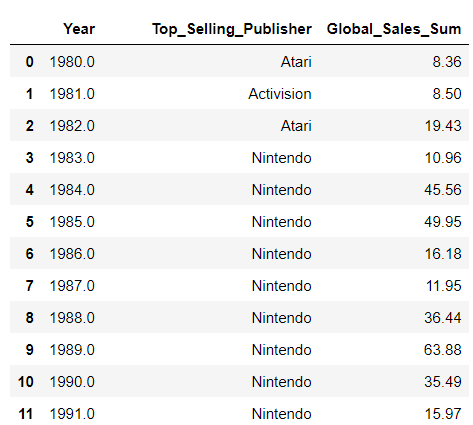 Year Top_Selling_Publisher Global_Sales_Sum
0 1980.0 Atari 8.36
1 1981.0 Activision 8.50
2 1982.0 Atari 19.43
3 1983.0 Nintendo 10.96
4 1984.0 Nintendo 45.56
5 1985.0 Nintendo 49.95
6 1986.0 Nintendo 16.18
7 1987.0 Nintendo 11.95
8 1988.0 Nintendo 36.44
9 1989.0 Nintendo 63.88
10 1990.0 Nintendo 35.49
11 1991.0 Nintendo 15.97